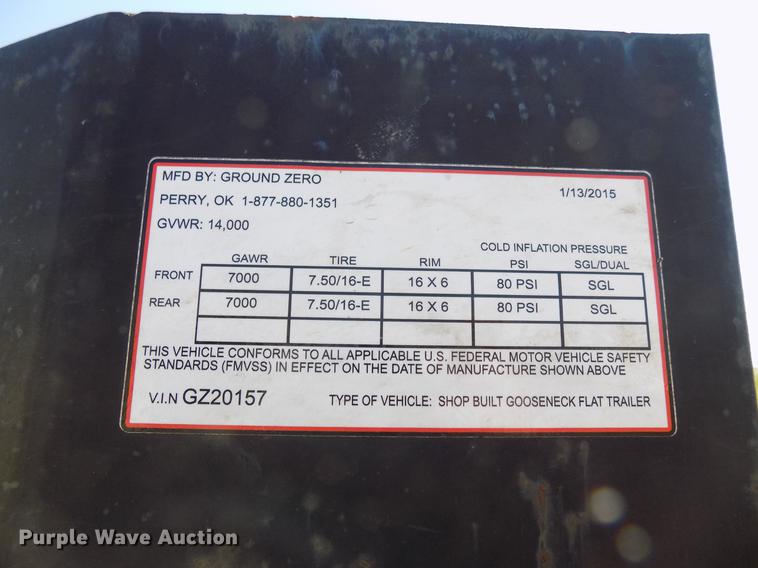 MFD BY: GROUND ZERO 1/13/2015
PERRY, OK 1-877-880-1351
GVWR: 14,000
COLD INFLATION PRESSURE
GAWR TIRE RIM PSI SGL/DUAL
FRONT 7000 7.50/16-E 16 X 6 80 PSI SGL
REAR 7000 7.50/16-E 16 X 6 80 PSI SGL
THIS VEHICLE CONFORMS TO ALL APPLICABLE U.S. FEDERAL MOTOR VEHICLE SAFETY
STANDARDS (FMVSS) IN EFFECT ON THE DATE OF MANUFACTURE SHOWN ABOVE
V.I.N GZ20157 TYPE OF VEHICLE: SHOP BUILT GOOSENECK FLAT TRAILER
Purple Wave Auction